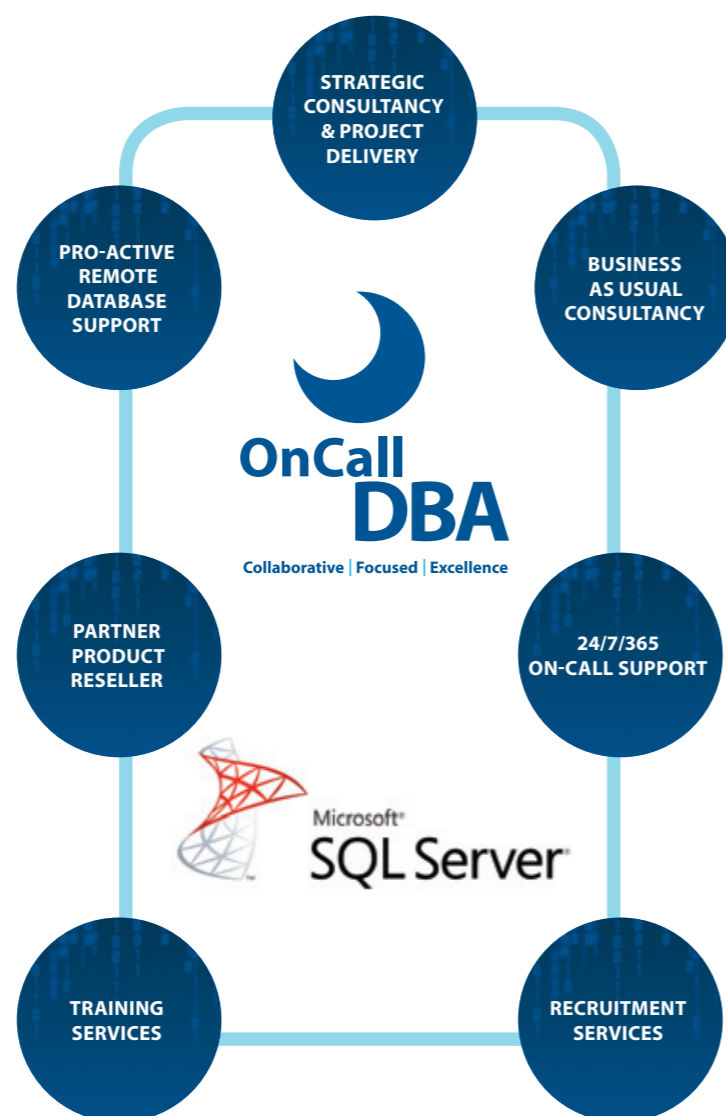 STRATEGIC
CONSULTANCY
& PROJECT
DELIVERY
PRO-ACTIVE
REMOTE
DATABASE
SUPPORT
BUSINESS
AS USUAL
CONSULTANCY
OnCall
DBA
Collaborative | Focused | Excellence
PARTNER
PRODUCT
RESELLER
24/7/365
ON-CALL SUPPORT
Microsoft®
SQL Server®
™
TRAINING
SERVICES
RECRUITMENT
SERVICES